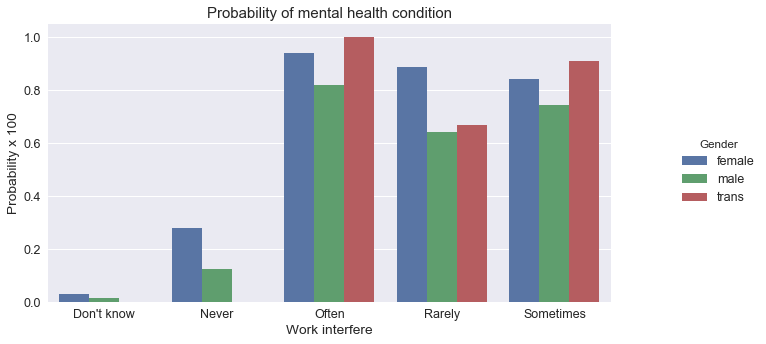 Probability of mental health condition
Probability x 100
1.0
0.8
0.6
0.4
0.2
0.0
Don't know
Never
Often
Rarely
Sometimes
Work interfere
Gender
female
male
trans